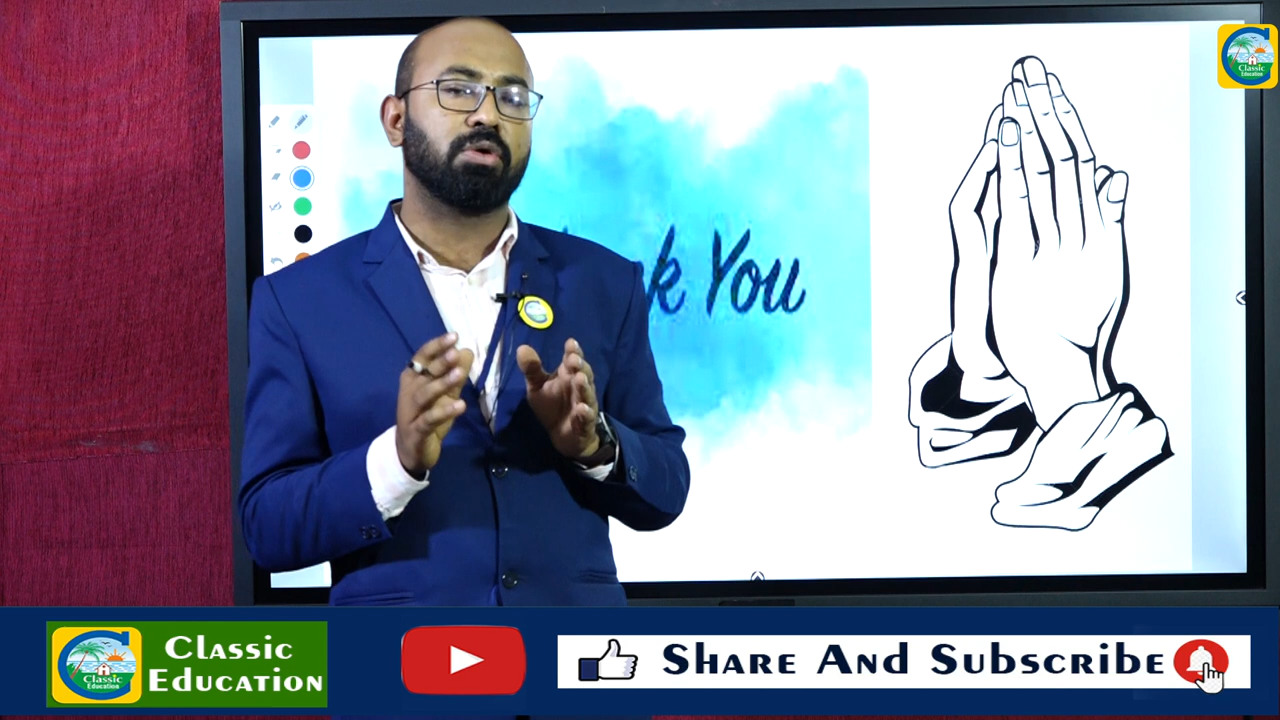 Classic
Education
k You
Classic
Education
CLASSIC
EDUCATION
SHARE AND SUBSCRIBE